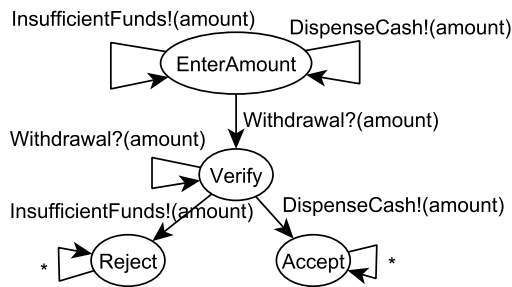 InsufficientFunds!(amount)
DispenseCash!(amount)
EnterAmount
Withdrawal?(amount)
Withdrawal?(amount)
Verify
InsufficientFunds!(amount)
DispenseCash!(amount)
* Reject
Accept *